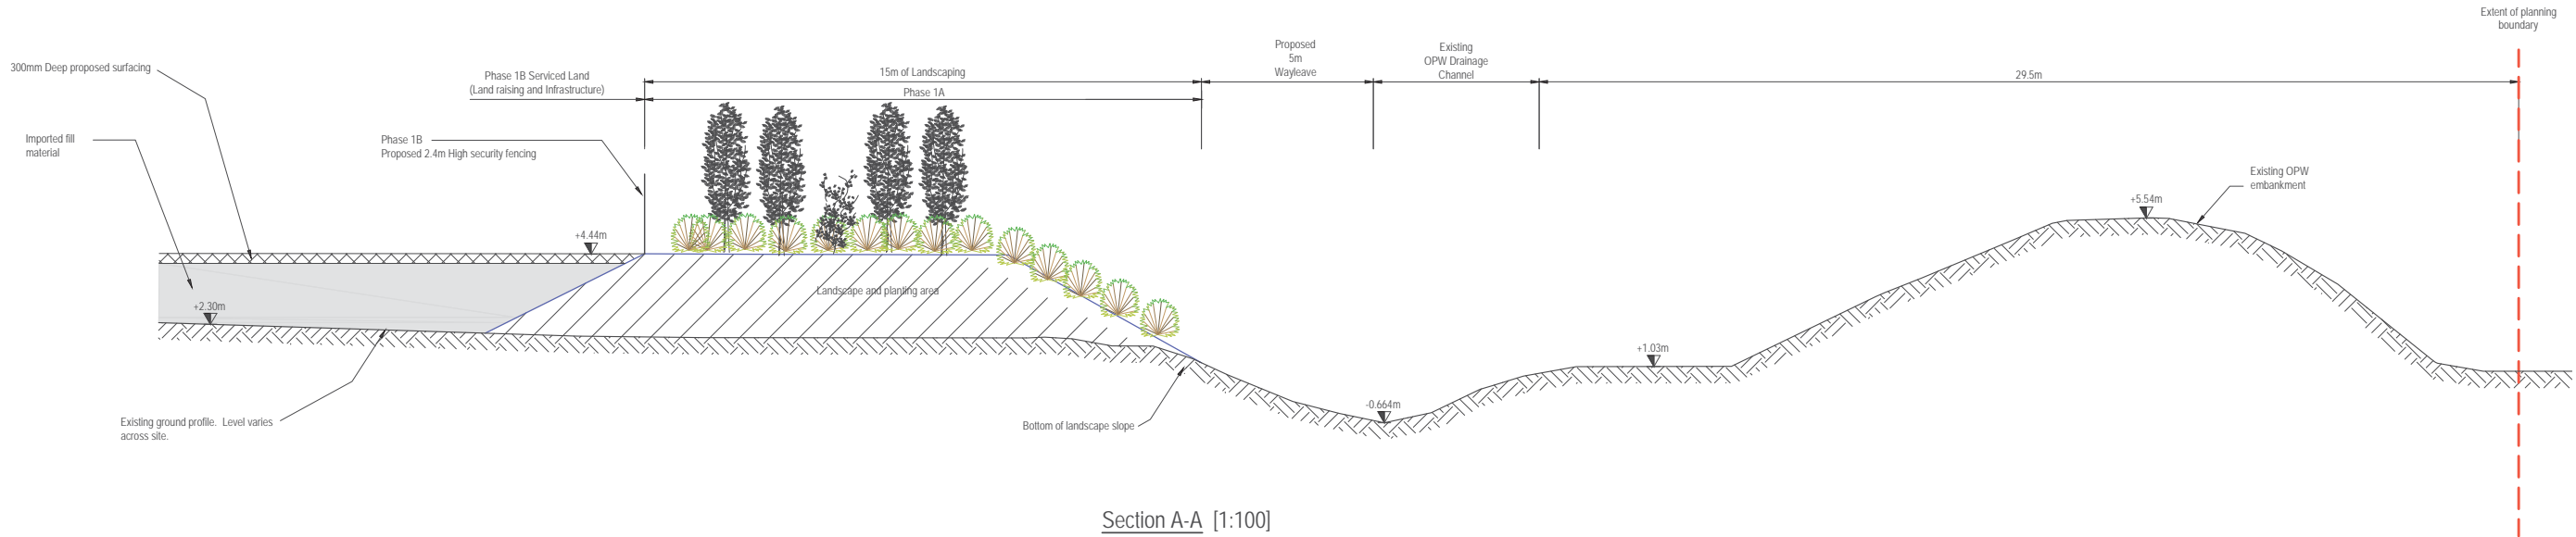 Extent of planning
boundary
Proposed
5m
Wayleave
Existing
OPW Drainage
Channel
300mm Deep proposed surfacing
Phase 1B Serviced Land
(Land raising and Infrastructure)
15m of Landscaping
29.5m
Phase 1A
Imported fill
material
Phase 1B
Proposed 2.4m High security fencing
Existing OPW
embankment
+5.54m
+4.44m
Landscape and planting area
+2.30m
+1.03m
-0.664m
Existing ground profile. Level varies
across site.
Bottom of landscape slope
Section A-A [1:100]